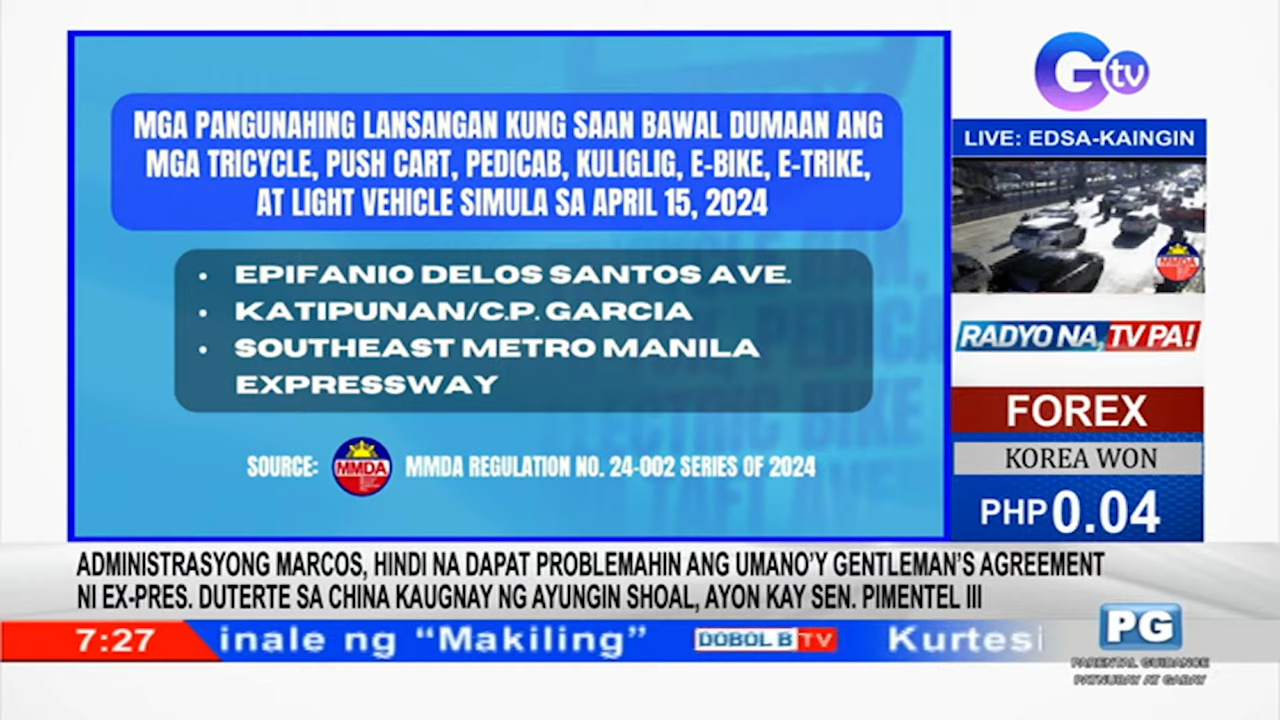 MGA PANGUNAHING LANSANGAN KUNG SAAN BAWAL DUMAAN ANG
MGA TRICYCLE, PUSH CART, PEDICAB, KULIGLIG, E-BIKE, E-TRIKE,
AT LIGHT VEHICLE SIMULA SA APRIL 15, 2024
• EPIFANIO DELOS SANTOS AVE.
• KATIPUNAN/C.P. GARCIA
• SOUTHEAST METRO MANILA
EXPRESSWAY
SOURCE: MMDA MMDA REGULATION NO. 24-002 SERIES OF 2024
Gtv
LIVE: EDSA-KAINGIN
MMDA
RADYO NA, TV PA!
FOREX
KOREA WON
PHP 0.04
ADMINISTRASYONG MARCOS, HINDI NA DAPAT PROBLEMAHIN ANG UMANO'Y GENTLEMAN'S AGREEMENT
NI EX-PRES. DUTERTE SA CHINA KAUGNAY NG AYUNGIN SHOAL, AYON KAY SEN. PIMENTEL III
7:27 inale ng “Makiling” DOBOL B TV Kurtesi
PG
PARENTAL GUIDANCE
PATNUBAY AT GABAY